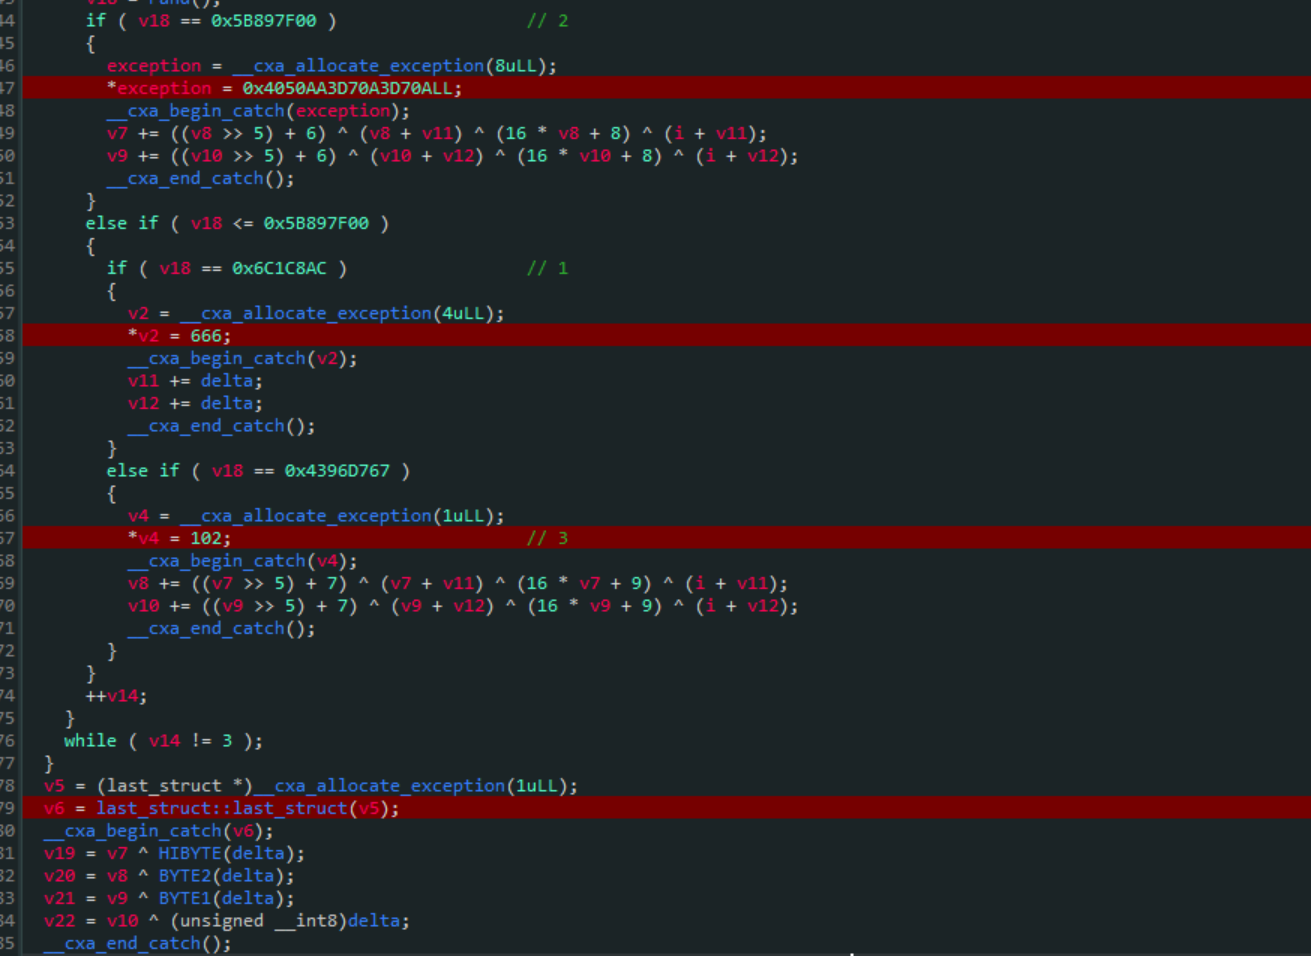 v18 = rand();
44 if ( v18 == 0x5B897F00 ) // 2
45 {
46 exception = __cxa_allocate_exception(8uLL);
47 *exception = 0x4050AA3D70A3D70ALL;
48 __cxa_begin_catch(exception);
49 v7 += ((v8 >> 5) + 6) ^ (v8 + v11) ^ (16 * v8 + 8) ^ (i + v11);
50 v9 += ((v10 >> 5) + 6) ^ (v10 + v12) ^ (16 * v10 + 8) ^ (i + v12);
51 __cxa_end_catch();
52 }
53 else if ( v18 <= 0x5B897F00 )
54 {
55 if ( v18 == 0x6C1C8AC ) // 1
56 {
57 v2 = __cxa_allocate_exception(4uLL);
58 *v2 = 666;
59 __cxa_begin_catch(v2);
60 v11 += delta;
61 v12 += delta;
62 __cxa_end_catch();
63 }
64 else if ( v18 == 0x4396D767 )
65 {
66 v4 = __cxa_allocate_exception(1uLL);
67 *v4 = 102; // 3
68 __cxa_begin_catch(v4);
69 v8 += ((v7 >> 5) + 7) ^ (v7 + v11) ^ (16 * v7 + 9) ^ (i + v11);
70 v10 += ((v9 >> 5) + 7) ^ (v9 + v12) ^ (16 * v9 + 9) ^ (i + v12);
71 __cxa_end_catch();
72 }
73 }
74 ++v14;
75 }
76 while ( v14 != 3 );
77 }
78 v5 = (last_struct *)__cxa_allocate_exception(1uLL);
79 v6 = last_struct::last_struct(v5);
80 __cxa_begin_catch(v6);
81 v19 = v7 ^ HIBYTE(delta);
82 v20 = v8 ^ BYTE2(delta);
83 v21 = v9 ^ BYTE1(delta);
84 v22 = v10 ^ (unsigned __int8)delta;
85 __cxa_end_catch();